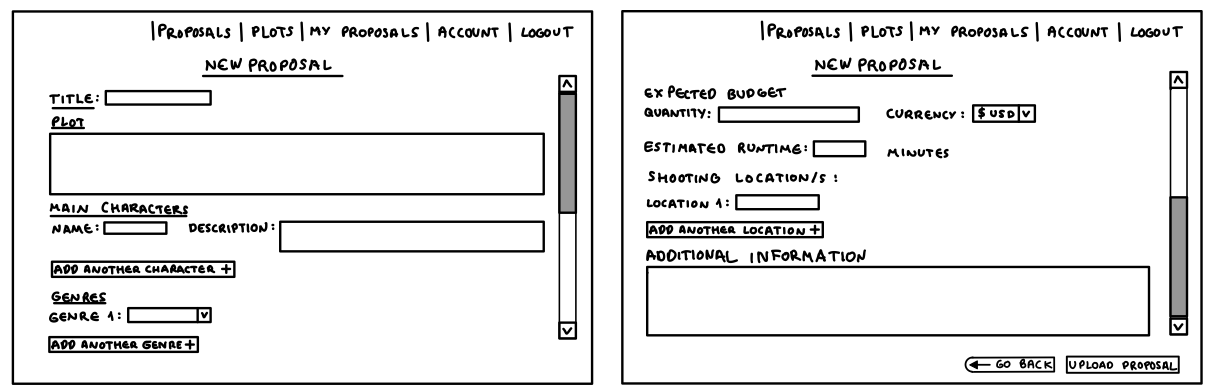 |PROPOSALS | PLOTS | MY PROPOSALS | ACCOUNT | LOGOUT
NEW PROPOSAL
TITLE:
PLOT
MAIN CHARACTERS
NAME: DESCRIPTION:
ADD ANOTHER CHARACTER +
GENRES
GENRE 1:
ADD ANOTHER GENRE +
|PROPOSALS | PLOTS | MY PROPOSALS | ACCOUNT | LOGOUT
NEW PROPOSAL
EXPECTED BUDGET
QUANTITY: CURRENCY: $ USD
ESTIMATED RUNTIME: MINUTES
SHOOTING LOCATION/S:
LOCATION 1:
ADD ANOTHER LOCATION +
ADDITIONAL INFORMATION
← GO BACK UPLOAD PROPOSAL